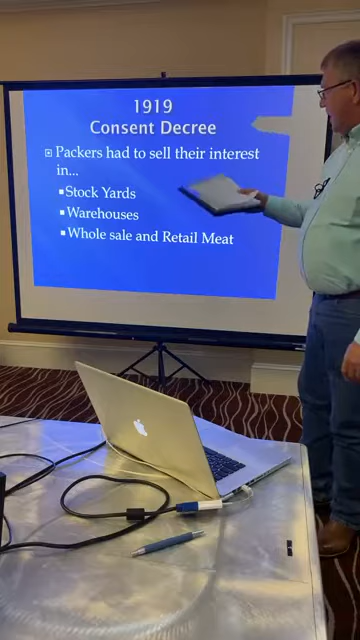 1919
Consent Decree
Packers had to sell their interest
in...
Stock Yards
Warehouses
Whole sale and Retail Meat